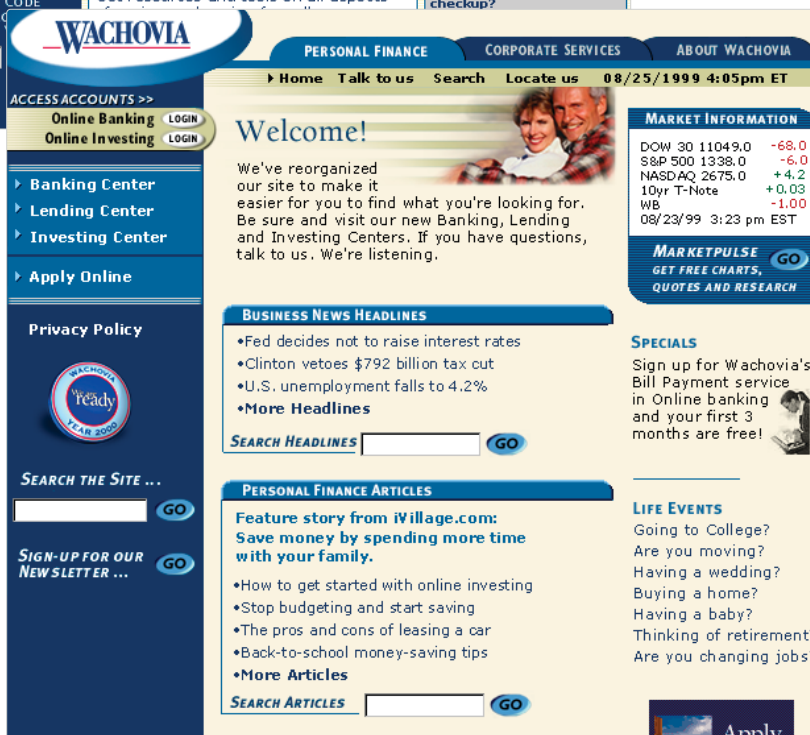 CODE
checkup?
WACHOVIA
PERSONAL FINANCE
CORPORATE SERVICES
ABOUT WACHOVIA
Home Talk to us Search Locate us 08/25/1999 4:05pm ET
ACCESS ACCOUNTS >>
Online Banking LOGIN
Online Investing LOGIN
Banking Center
Lending Center
Investing Center
Apply Online
Privacy Policy
WACHOVIA
We are
ready
YEAR 2000
SEARCH THE SITE ...
GO
SIGN-UP FOR OUR
NEWSLETTER ...
GO
Welcome!
We've reorganized
our site to make it
easier for you to find what you're looking for.
Be sure and visit our new Banking, Lending
and Investing Centers. If you have questions,
talk to us. We're listening.
BUSINESS NEWS HEADLINES
•Fed decides not to raise interest rates
•Clinton vetoes $792 billion tax cut
•U.S. unemployment falls to 4.2%
•More Headlines
SEARCH HEADLINES GO
PERSONAL FINANCE ARTICLES
Feature story from iVillage.com:
Save money by spending more time
with your family.
•How to get started with online investing
•Stop budgeting and start saving
•The pros and cons of leasing a car
•Back-to-school money-saving tips
•More Articles
SEARCH ARTICLES GO
MARKET INFORMATION
DOW 30 11049.0 -68.0
S&P 500 1338.0 -6.0
NASDAQ 2675.0 +4.2
10yr T-Note +0.03
WB -1.00
08/23/99 3:23 pm EST
MARKETPULSE
GET FREE CHARTS,
QUOTES AND RESEARCH
GO
SPECIALS
Sign up for Wachovia's
Bill Payment service
in Online banking
and your first 3
months are free!
LIFE EVENTS
Going to College?
Are you moving?
Having a wedding?
Buying a home?
Having a baby?
Thinking of retirement
Are you changing jobs?
Apply